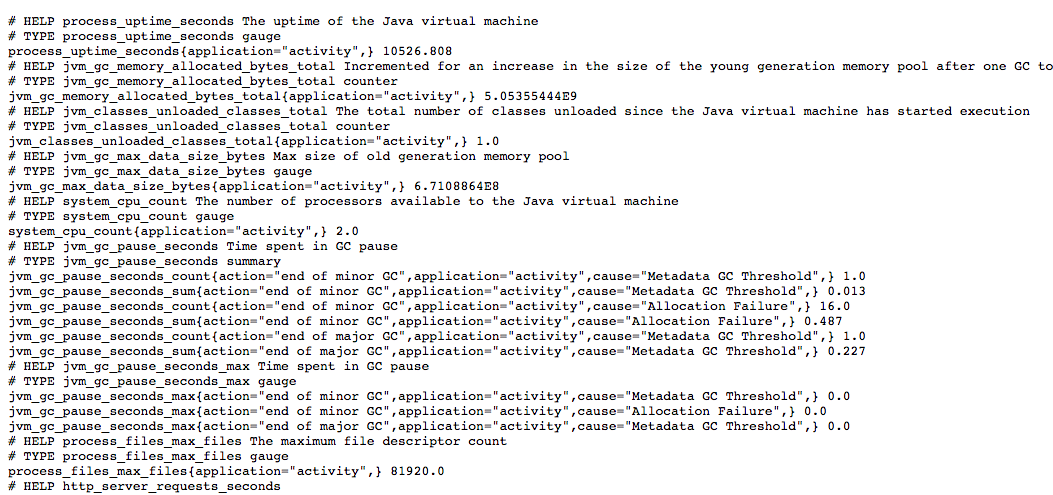 # HELP process_uptime_seconds The uptime of the Java virtual machine
# TYPE process_uptime_seconds gauge
process_uptime_seconds{application="activity",} 10526.808
# HELP jvm_gc_memory_allocated_bytes_total Incremented for an increase in the size of the young generation memory pool after one GC to
# TYPE jvm_gc_memory_allocated_bytes_total counter
jvm_gc_memory_allocated_bytes_total{application="activity",} 5.05355444E9
# HELP jvm_classes_unloaded_classes_total The total number of classes unloaded since the Java virtual machine has started execution
# TYPE jvm_classes_unloaded_classes_total counter
jvm_classes_unloaded_classes_total{application="activity",} 1.0
# HELP jvm_gc_max_data_size_bytes Max size of old generation memory pool
# TYPE jvm_gc_max_data_size_bytes gauge
jvm_gc_max_data_size_bytes{application="activity",} 6.7108864E8
# HELP system_cpu_count The number of processors available to the Java virtual machine
# TYPE system_cpu_count gauge
system_cpu_count{application="activity",} 2.0
# HELP jvm_gc_pause_seconds Time spent in GC pause
# TYPE jvm_gc_pause_seconds summary
jvm_gc_pause_seconds_count{action="end of minor GC",application="activity",cause="Metadata GC Threshold",} 1.0
jvm_gc_pause_seconds_sum{action="end of minor GC",application="activity",cause="Metadata GC Threshold",} 0.013
jvm_gc_pause_seconds_count{action="end of minor GC",application="activity",cause="Allocation Failure",} 16.0
jvm_gc_pause_seconds_sum{action="end of minor GC",application="activity",cause="Allocation Failure",} 0.487
jvm_gc_pause_seconds_count{action="end of major GC",application="activity",cause="Metadata GC Threshold",} 1.0
jvm_gc_pause_seconds_sum{action="end of major GC",application="activity",cause="Metadata GC Threshold",} 0.227
# HELP jvm_gc_pause_seconds_max Time spent in GC pause
# TYPE jvm_gc_pause_seconds_max gauge
jvm_gc_pause_seconds_max{action="end of minor GC",application="activity",cause="Metadata GC Threshold",} 0.0
jvm_gc_pause_seconds_max{action="end of minor GC",application="activity",cause="Allocation Failure",} 0.0
jvm_gc_pause_seconds_max{action="end of major GC",application="activity",cause="Metadata GC Threshold",} 0.0
# HELP process_files_max_files The maximum file descriptor count
# TYPE process_files_max_files gauge
process_files_max_files{application="activity",} 81920.0
# HELP http_server_requests_seconds